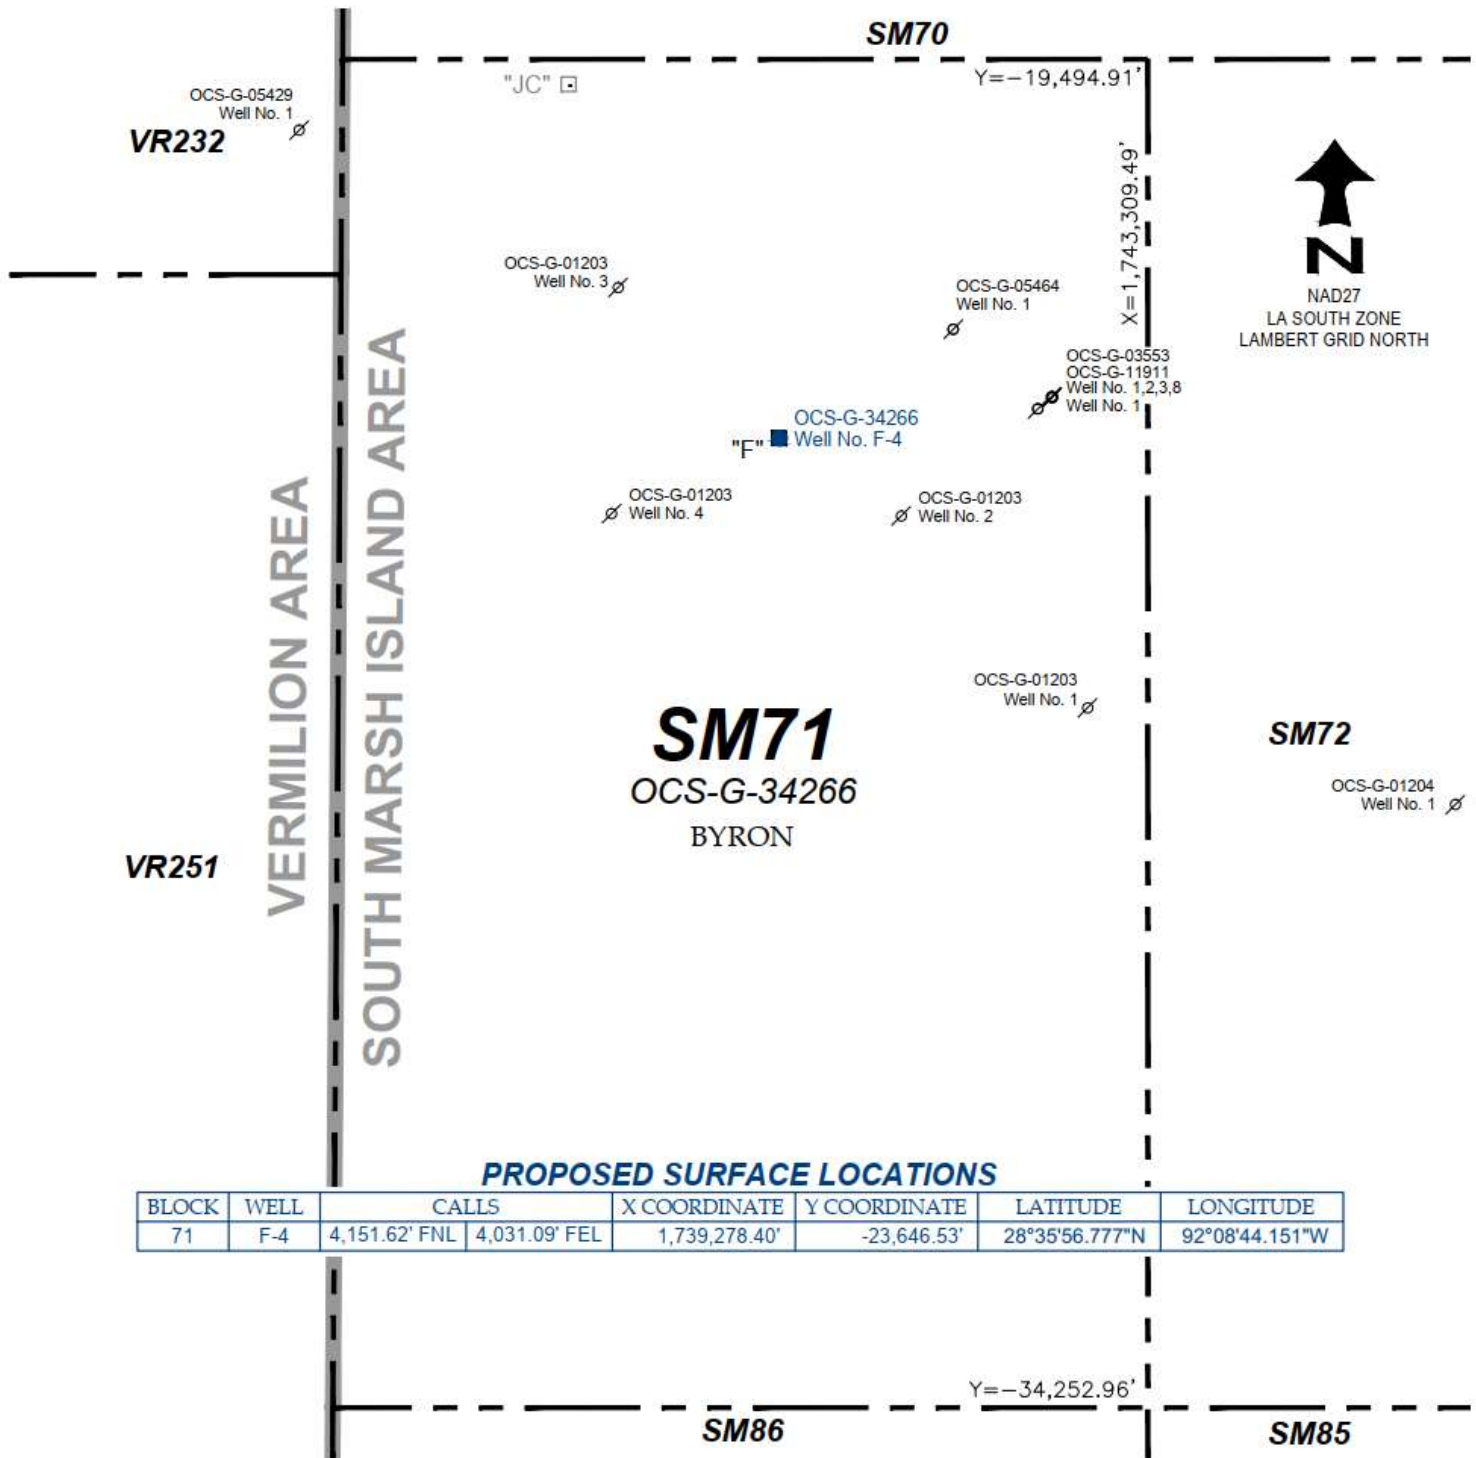 SM70
"JC"
Y=−19,494.91'
OCS-G-05429
Well No. 1
VR232
X=1,743,309.49'
N
NAD27
LA SOUTH ZONE
LAMBERT GRID NORTH
OCS-G-01203
Well No. 3
OCS-G-05464
Well No. 1
OCS-G-03553
OCS-G-11911
Well No. 1,2,3,8
Well No. 1
OCS-G-34266
"F" Well No. F-4
OCS-G-01203
Well No. 4
OCS-G-01203
Well No. 2
VERMILION AREA
SOUTH MARSH ISLAND AREA
OCS-G-01203
Well No. 1
SM71
OCS-G-34266
BYRON
SM72
OCS-G-01204
Well No. 1
VR251
PROPOSED SURFACE LOCATIONS
BLOCK WELL CALLS X COORDINATE Y COORDINATE LATITUDE LONGITUDE
71 F-4 4,151.62' FNL 4,031.09' FEL 1,739,278.40' -23,646.53' 28°35'56.777"N 92°08'44.151"W
Y=−34,252.96'
SM86
SM85